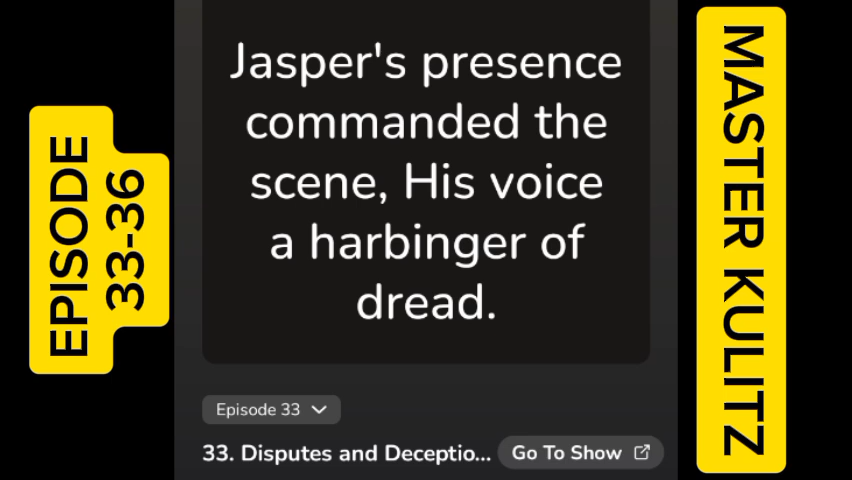 EPISODE
33-36
Jasper's presence
commanded the
scene, His voice
a harbinger of
dread.
Episode 33
33. Disputes and Deceptio...
Go To Show
MASTER KULITZ